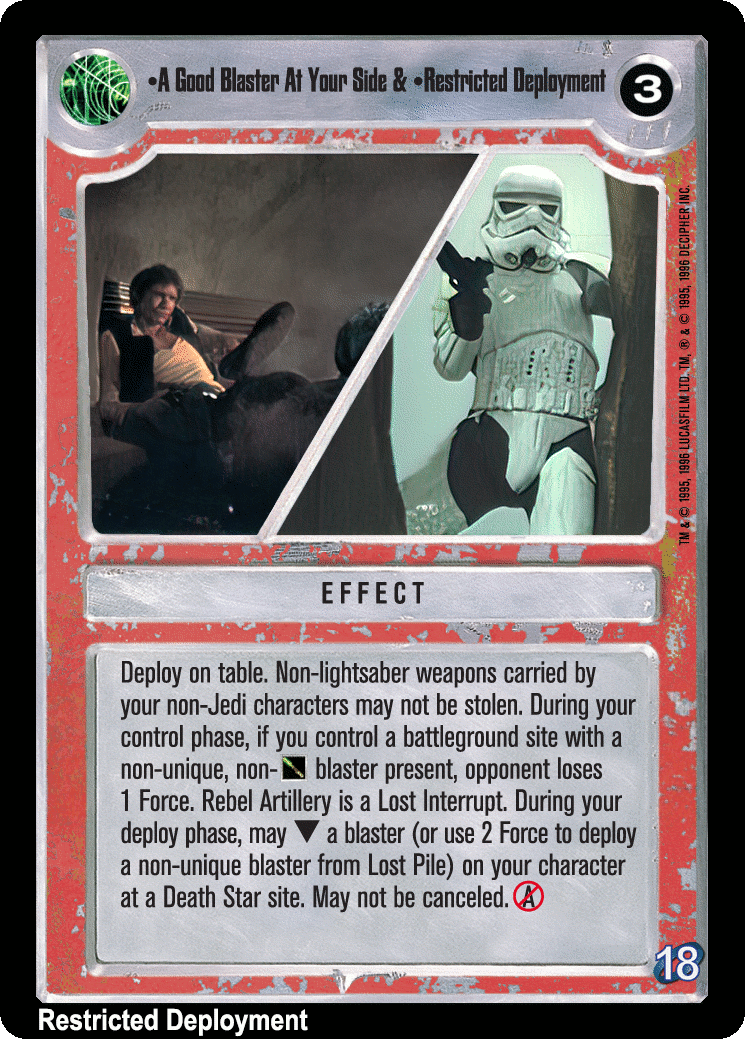 •A Good Blaster At Your Side & •Restricted Deployment
3
TM & © 1995, 1996 LUCASFILM LTD. TM, ® & © 1995, 1996 DECIPHER INC.
EFFECT
Deploy on table. Non-lightsaber weapons carried by
your non-Jedi characters may not be stolen. During your
control phase, if you control a battleground site with a
non-unique, non- blaster present, opponent loses
1 Force. Rebel Artillery is a Lost Interrupt. During your
deploy phase, may ▼ a blaster (or use 2 Force to deploy
a non-unique blaster from Lost Pile) on your character
at a Death Star site. May not be canceled. A
18
Restricted Deployment